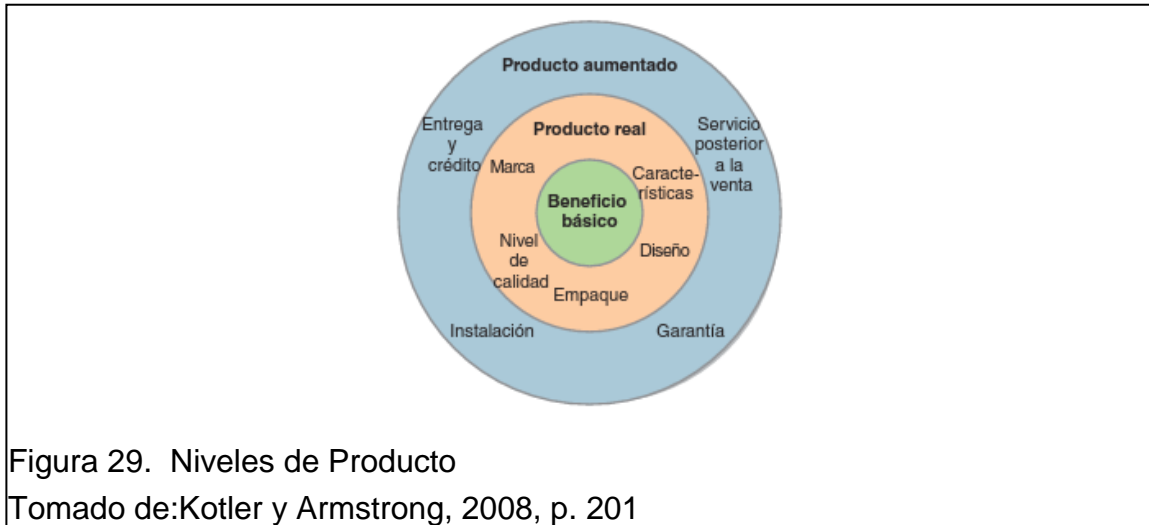 Producto aumentado
Entrega
y
crédito
Producto real
Servicio
posterior
a la
venta
Marca
Caracte-
rísticas
Beneficio
básico
Nivel
de
calidad
Diseño
Empaque
Instalación
Garantía
Figura 29. Niveles de Producto
Tomado de:Kotler y Armstrong, 2008, p. 201